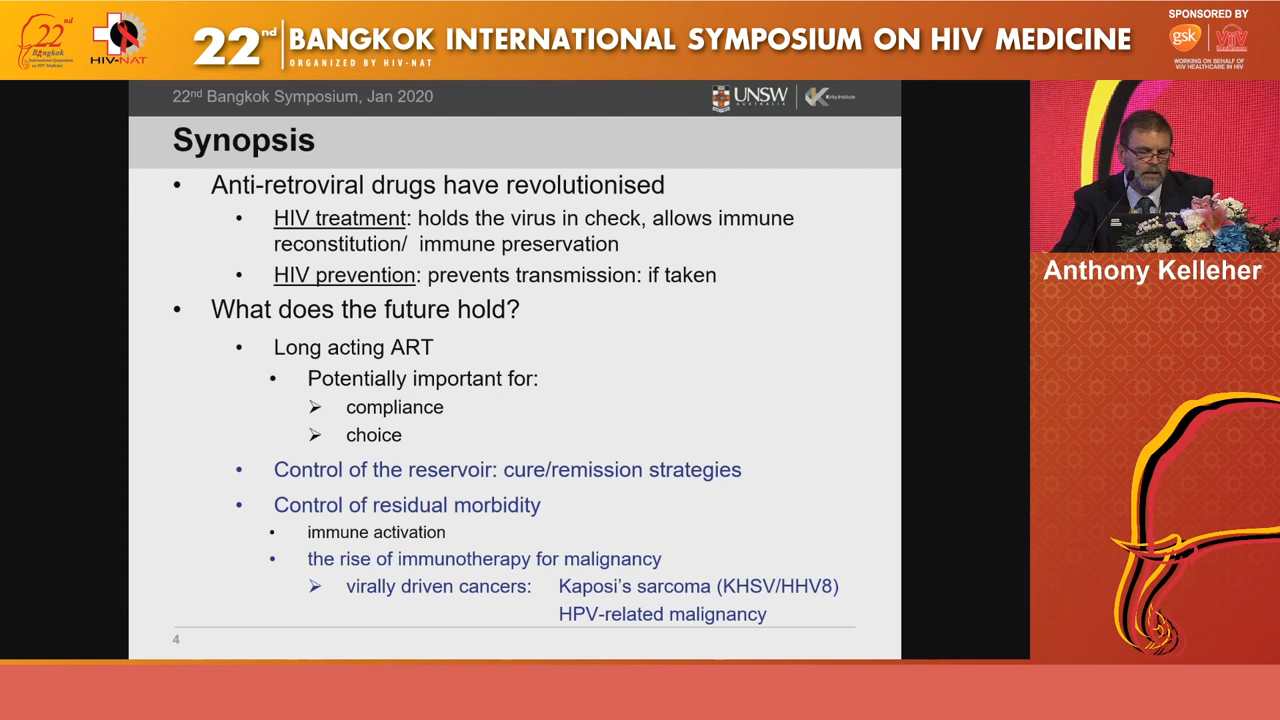 22nd
Bangkok
International Symposium
on HIV Medicine
HIV-NAT
22nd BANGKOK INTERNATIONAL SYMPOSIUM ON HIV MEDICINE
ORGANIZED BY HIV-NAT
SPONSORED BY
gsk
ViiV
WORKING ON BEHALF OF
VIIV HEALTHCARE IN HIV
22nd Bangkok Symposium, Jan 2020
UNSW
AUSTRALIA
Kirby Institute
Synopsis
• Anti-retroviral drugs have revolutionised
• HIV treatment: holds the virus in check, allows immune
reconstitution/ immune preservation
• HIV prevention: prevents transmission: if taken
• What does the future hold?
• Long acting ART
• Potentially important for:
➢ compliance
➢ choice
• Control of the reservoir: cure/remission strategies
• Control of residual morbidity
• immune activation
• the rise of immunotherapy for malignancy
➢ virally driven cancers: Kaposi's sarcoma (KHSV/HHV8)
HPV-related malignancy
4
Anthony Kelleher